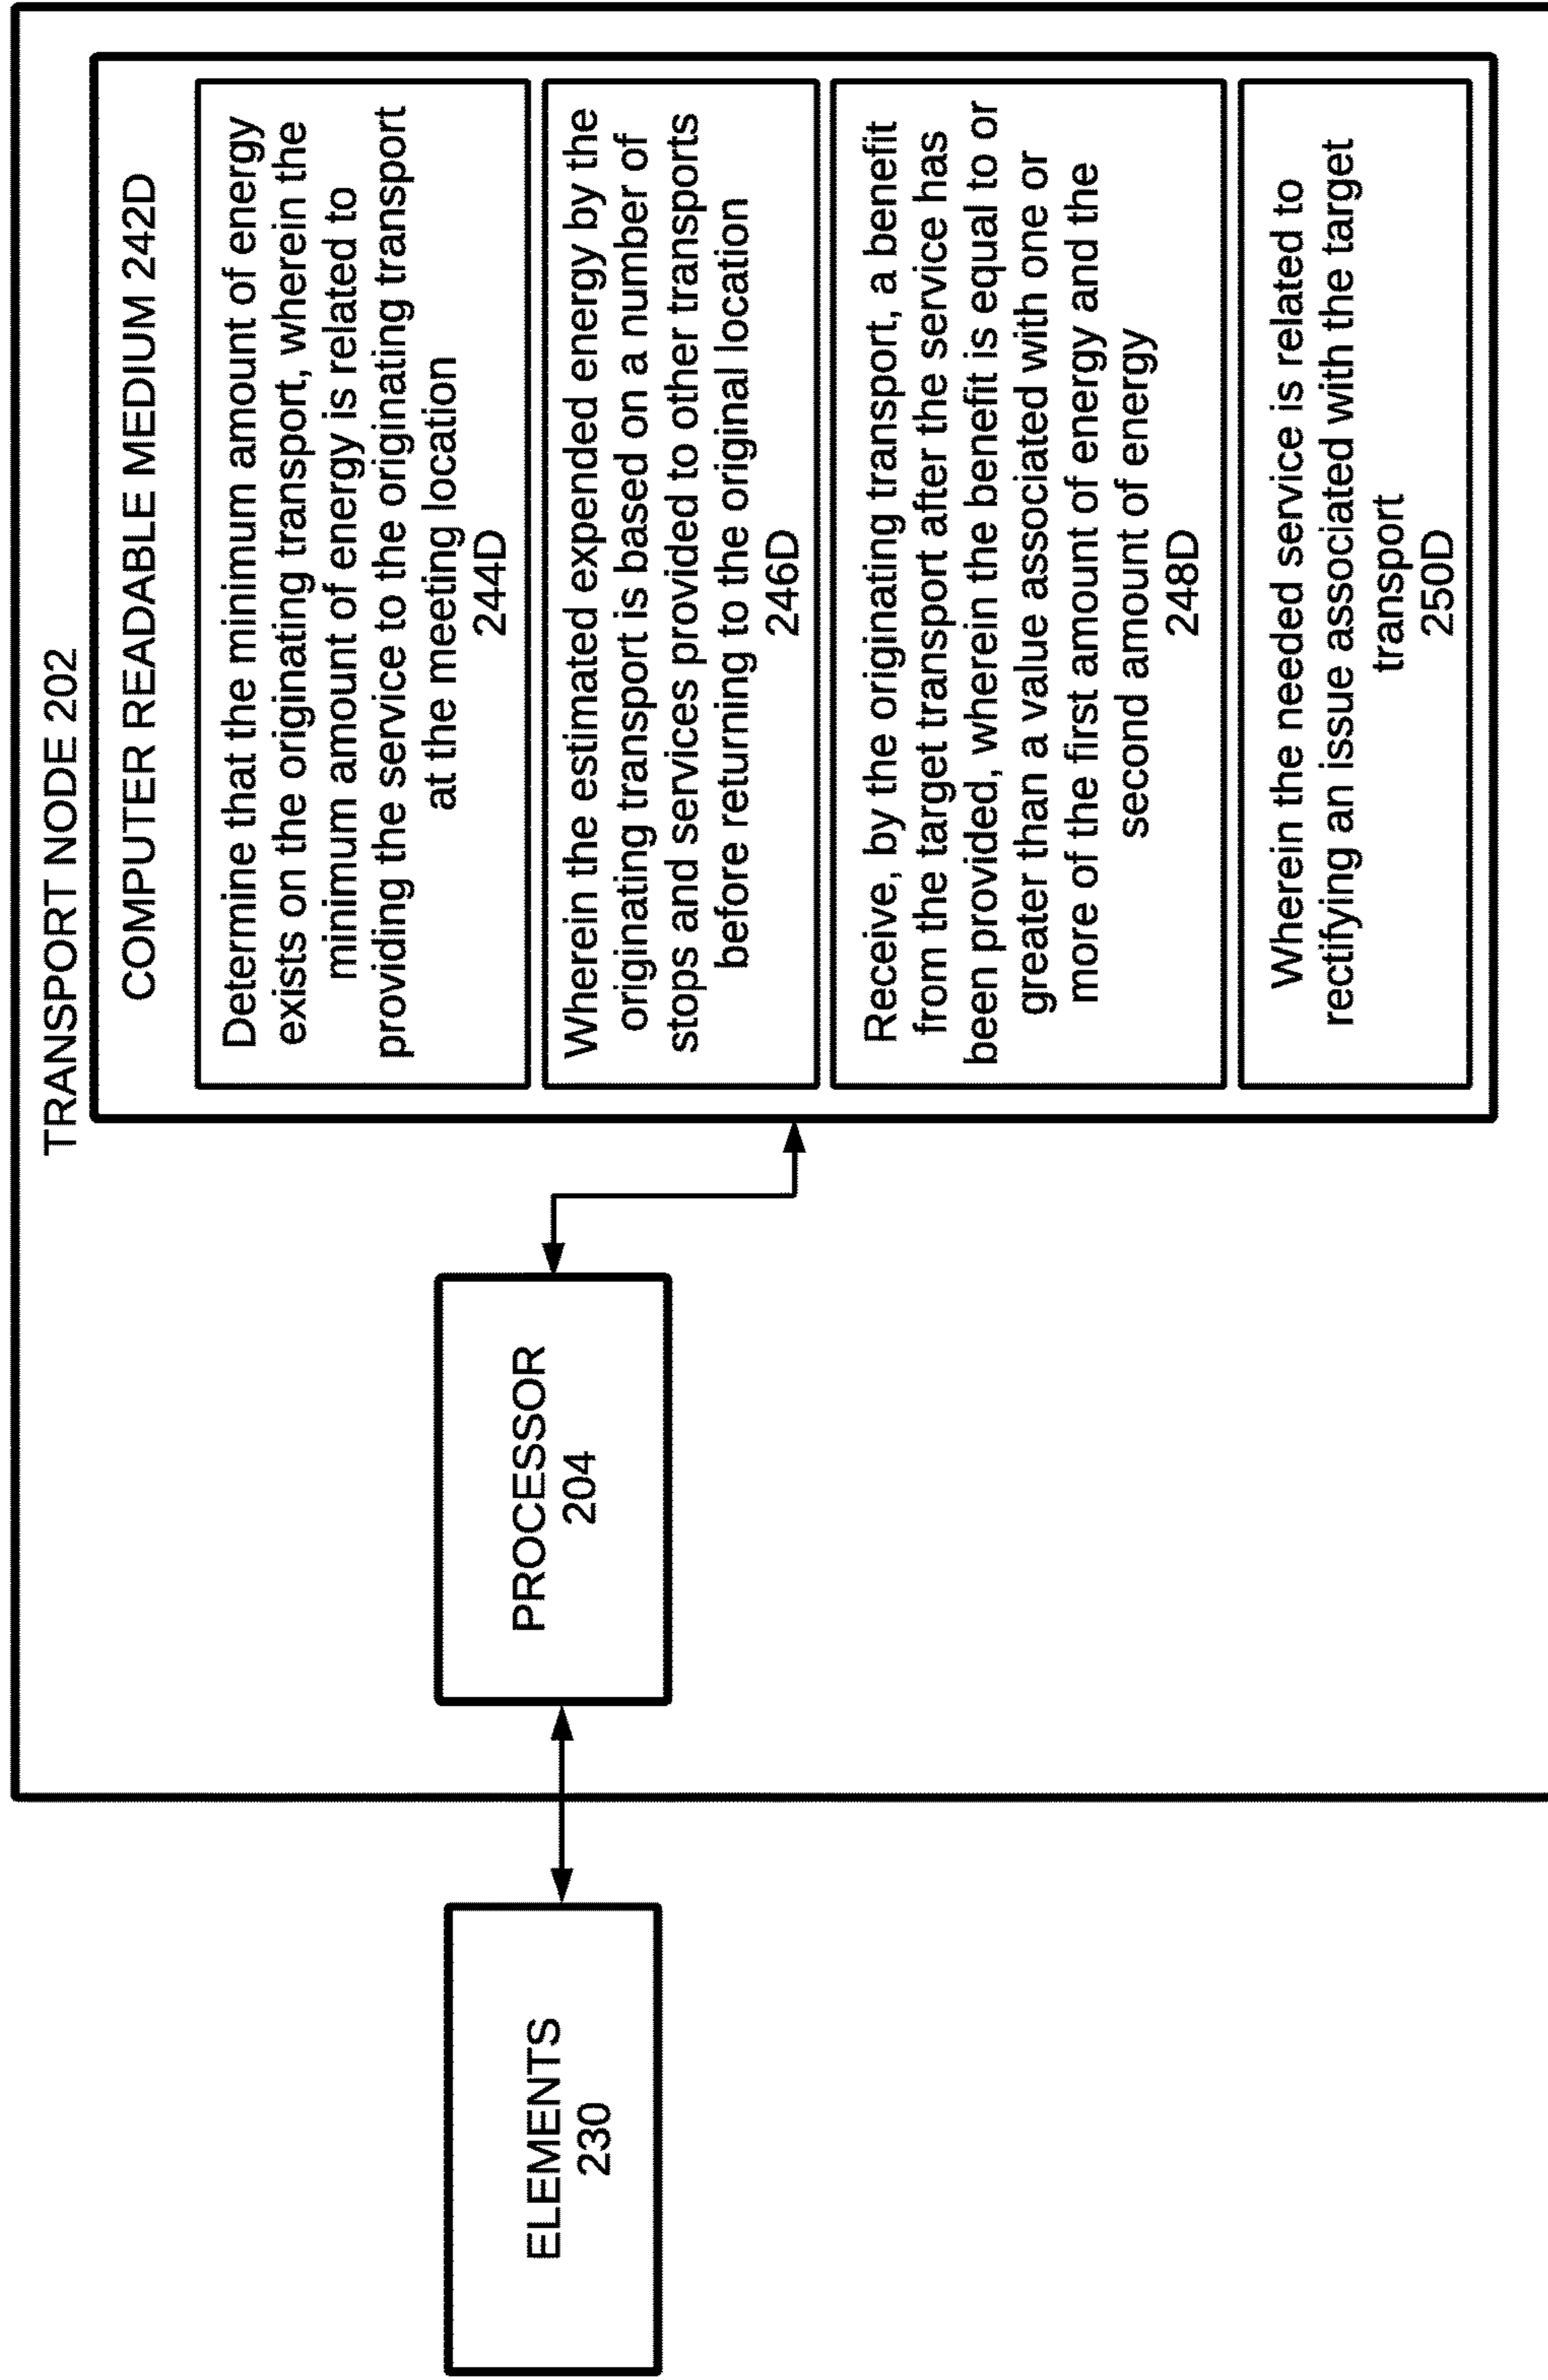 TRANSPORT NODE 202
COMPUTER READABLE MEDIUM 242D
Determine that the minimum amount of energy
exists on the originating transport, wherein the
minimum amount of energy is related to
providing the service to the originating transport
at the meeting location
244D
Wherein the estimated expended energy by the
originating transport is based on a number of
stops and services provided to other transports
before returning to the original location
246D
Receive, by the originating transport, a benefit
from the target transport after the service has
been provided, wherein the benefit is equal to or
greater than a value associated with one or
more of the first amount of energy and the
second amount of energy
248D
Wherein the needed service is related to
rectifying an issue associated with the target
transport
250D
PROCESSOR
204
ELEMENTS
230